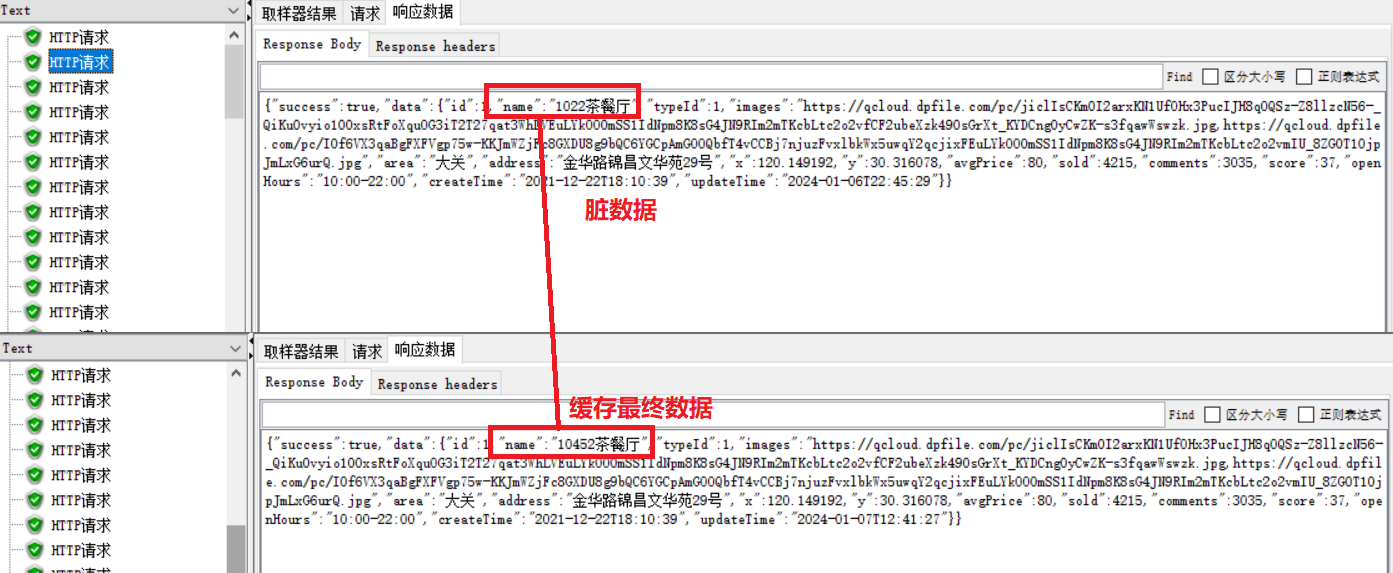 Text
HTTP请求
HTTP请求
HTTP请求
HTTP请求
HTTP请求
HTTP请求
HTTP请求
HTTP请求
HTTP请求
HTTP请求
HTTP请求
HTTP请求
取样器结果 请求 响应数据
Response Body Response headers
Find 区分大小写 正则表达式
{"success":true,"data":{"id":1,"name":"1022茶餐厅","typeId":1,"images":"https://qcloud.dpfile.com/pc/jiclIsCKmOI2arxKN1Uf0Hx3PucIJH8q0QSz-Z8llzcN56-
_QiKuOvyio1OOxsRtFoXqu0G3iT2T27qat3WhLVEuLYk00OmSS1IdNpm8K8sG4JN9RIm2mTKcbLtc2o2vfCF2ubeXzk49OsGrXt_KYDCngOyCwZK-s3fqawWswzk.jpg,https://qcloud.dpfile
.com/pc/IOf6VX3qaBgFXFVgp75w-KKJmWZjFc8GXDU8g9bQC6YGCpAmG00QbfT4vCCBj7njuzFvxlbkWx5uwqY2qcjixFEuLYk00OmSS1IdNpm8K8sG4JN9RIm2mTKcbLtc2o2vmIU_8ZGOT1Ojp
JmLxG6urQ.jpg","area":"大关","address":"金华路锦昌文华苑29号","x":120.149192,"y":30.316078,"avgPrice":80,"sold":4215,"comments":3035,"score":37,"open
Hours":"10:00-22:00","createTime":"2021-12-22T18:10:39","updateTime":"2024-01-06T22:45:29"}}
脏数据
Text
HTTP请求
HTTP请求
HTTP请求
HTTP请求
HTTP请求
HTTP请求
HTTP请求
HTTP请求
取样器结果 请求 响应数据
Response Body Response headers
缓存最终数据
Find 区分大小写 正则表达式
{"success":true,"data":{"id":1,"name":"10452茶餐厅","typeId":1,"images":"https://qcloud.dpfile.com/pc/jiclIsCKmOI2arxKN1Uf0Hx3PucIJH8q0QSz-Z8llzcN56-
_QiKuOvyio1OOxsRtFoXqu0G3iT2T27qat3WhLVEuLYk00OmSS1IdNpm8K8sG4JN9RIm2mTKcbLtc2o2vfCF2ubeXzk49OsGrXt_KYDCngOyCwZK-s3fqawWswzk.jpg,https://qcloud.dpfil
e.com/pc/IOf6VX3qaBgFXFVgp75w-KKJmWZjFc8GXDU8g9bQC6YGCpAmG00QbfT4vCCBj7njuzFvxlbkWx5uwqY2qcjixFEuLYk00OmSS1IdNpm8K8sG4JN9RIm2mTKcbLtc2o2vmIU_8ZGOT1Oj
pJmLxG6urQ.jpg","area":"大关","address":"金华路锦昌文华苑29号","x":120.149192,"y":30.316078,"avgPrice":80,"sold":4215,"comments":3035,"score":37,"ope
nHours":"10:00-22:00","createTime":"2021-12-22T18:10:39","updateTime":"2024-01-07T12:41:27"}}